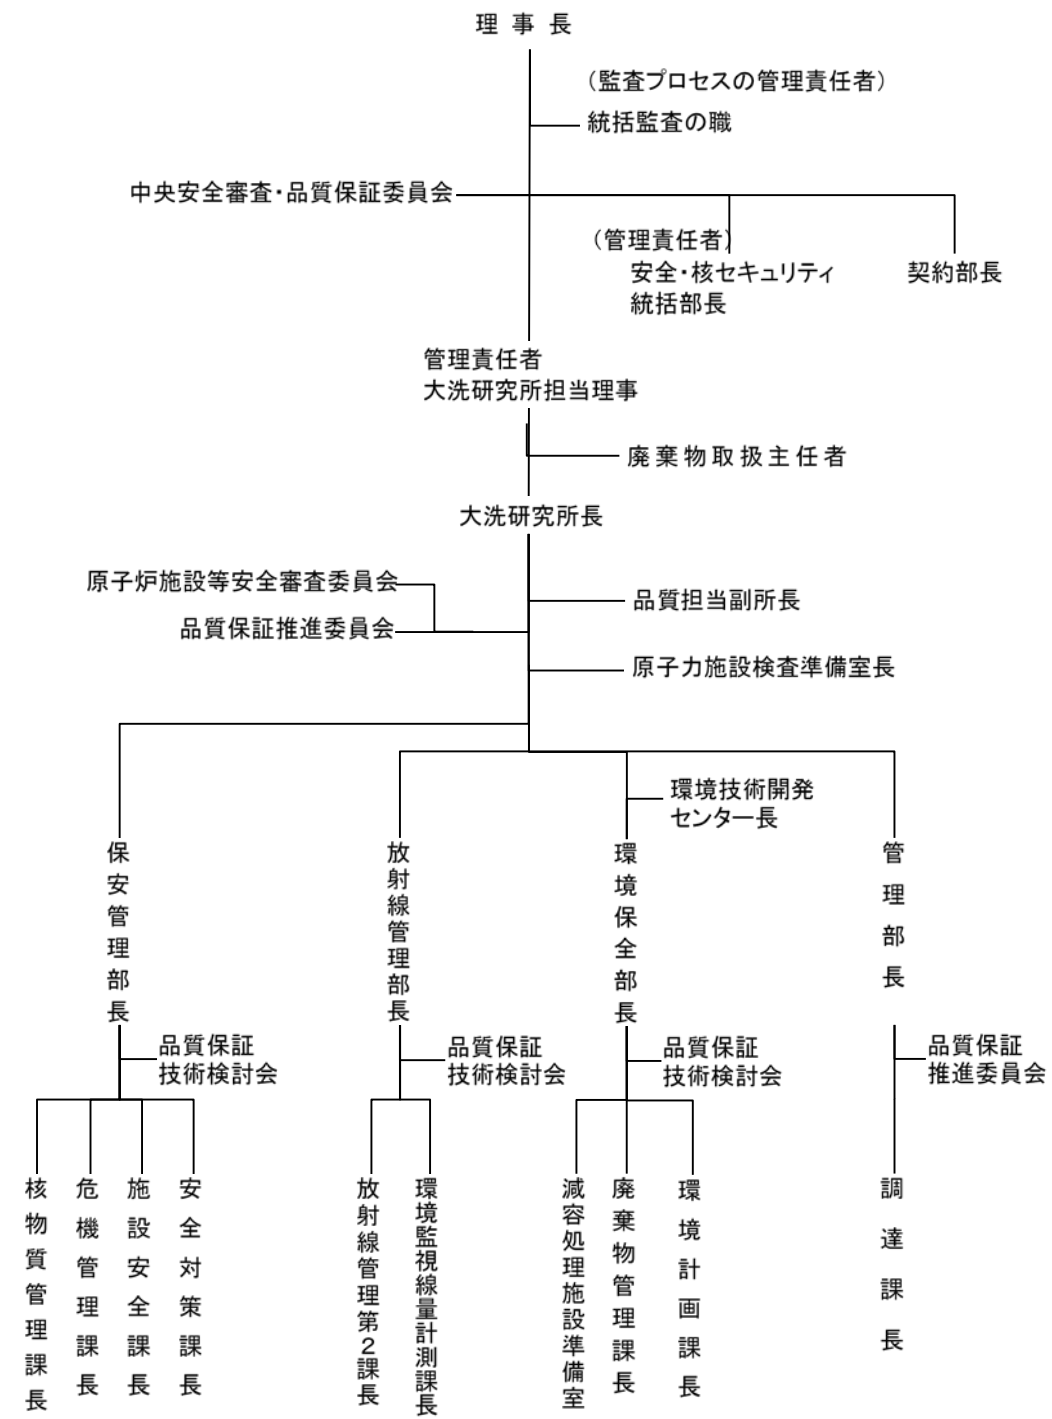 理事長
（監査プロセスの管理責任者）
統括監査の職
中央安全審査・品質保証委員会
（管理責任者）
安全・核セキュリティ
統括部長
契約部長
管理責任者
大洗研究所担当理事
廃棄物取扱主任者
大洗研究所長
原子炉施設等安全審査委員会
品質担当副所長
品質保証推進委員会
原子力施設検査準備室長
環境技術開発
センター長
保安管理部長
放射線管理部長
環境保全部長
管理部長
品質保証
技術検討会
品質保証
技術検討会
品質保証
技術検討会
品質保証
推進委員会
核物質管理課長
危機管理課長
施設安全課長
安全対策課長
放射線管理第２課長
環境監視線量計測課長
減容処理施設準備室
廃棄物管理課長
環境計画課長
調達課長